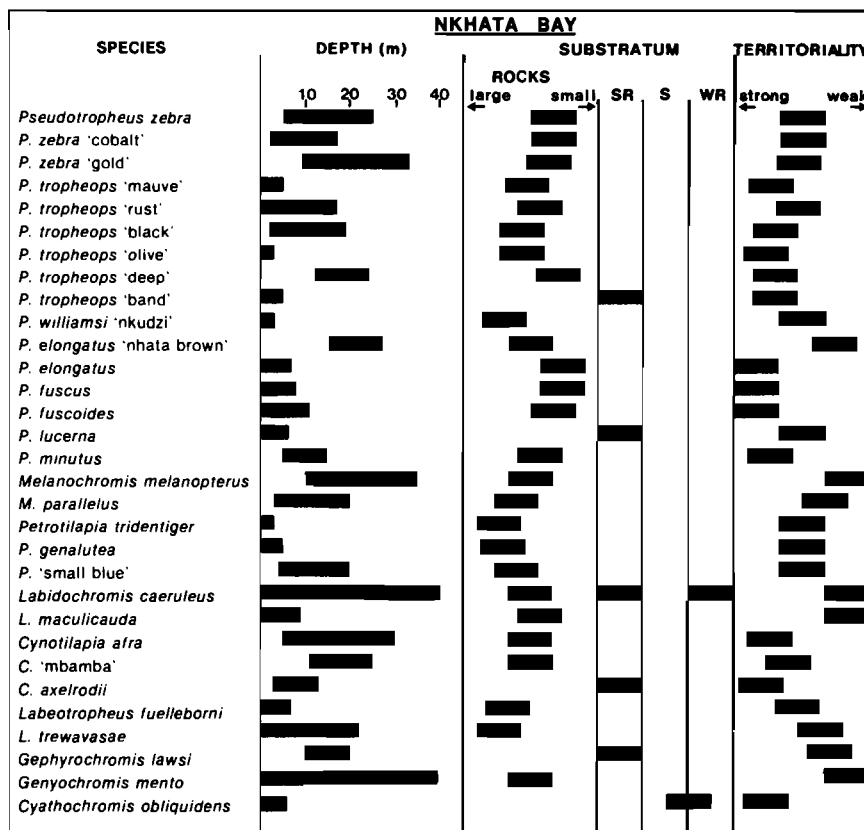 NKHATA BAY
SPECIES DEPTH (m) SUBSTRATUM TERRITORIALITY
ROCKS
10 20 30 40 large small SR S WR strong weak
Pseudotropheus zebra
P. zebra 'cobalt'
P. zebra 'gold'
P. tropheops 'mauve'
P. tropheops 'rust'
P. tropheops 'black'
P. tropheops 'olive'
P. tropheops 'deep'
P. tropheops 'band'
P. williamsi 'nkudzi'
P. elongatus 'nhata brown'
P. elongatus
P. fuscus
P. fuscoides
P. lucerna
P. minutus
Melanochromis melanopterus
M. parallelus
Petrotilapia tridentiger
P. genalutea
P. 'small blue'
Labidochromis caeruleus
L. maculicauda
Cynotilapia afra
C. 'mbamba'
C. axelrodii
Labeotropheus fuelleborni
L. trewavasae
Gephyrochromis lawsi
Genyochromis mento
Cyathochromis obliquidens